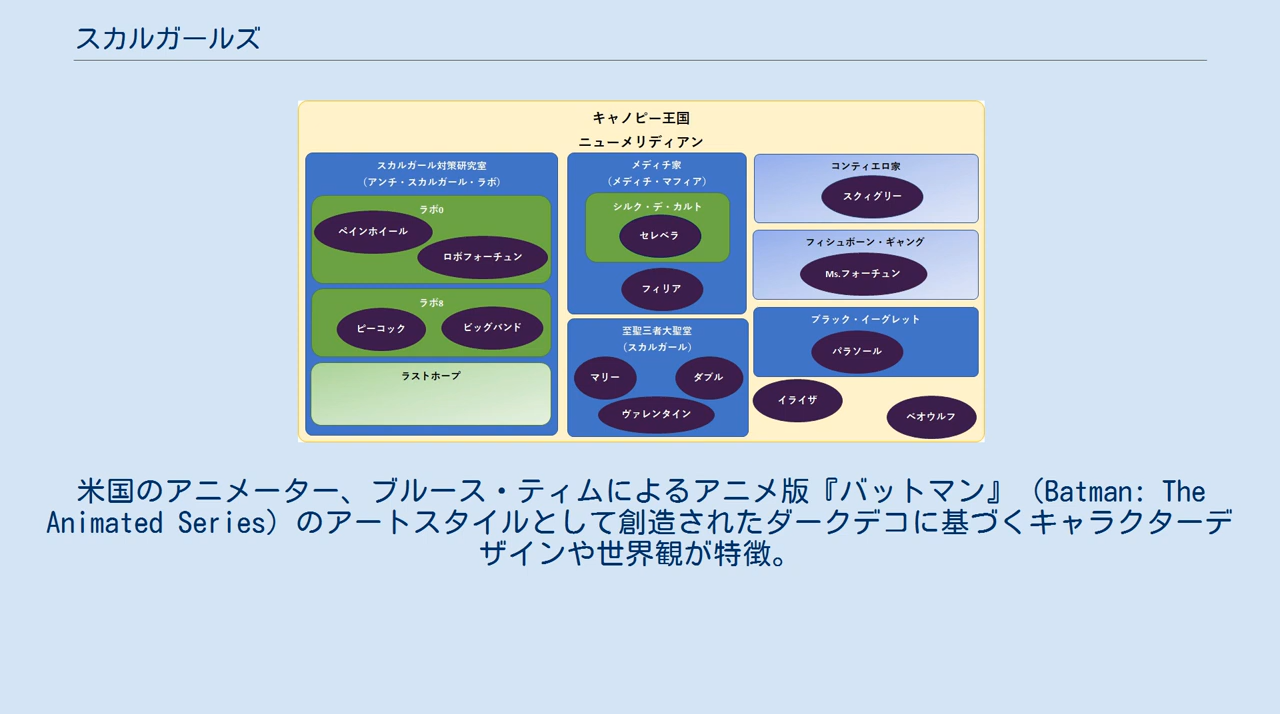 スカルガールズ
キャノピー王国
ニューメリディアン
スカルガール対策研究室
(アンチ・スカルガール・ラボ)
ラボ0
ペインホイール
ロボフォーチュン
ラボ8
ピーコック
ビッグバンド
ラストホープ
メディチ家
(メディチ・マフィア)
シルク・デ・カルト
セレベラ
フィリア
至聖三者大聖堂
(スカルガール)
マリー
ダブル
ヴァレンタイン
コンティエロ家
スクィグリー
フィシュボーン・ギャング
Ms.フォーチュン
ブラック・イーグレット
パラソール
イライザ
ベオウルフ
米国のアニメーター、ブルース・ティムによるアニメ版『バットマン』（Batman: The
Animated Series）のアートスタイルとして創造されたダークデコに基づくキャラクターデ
ザインや世界観が特徴。